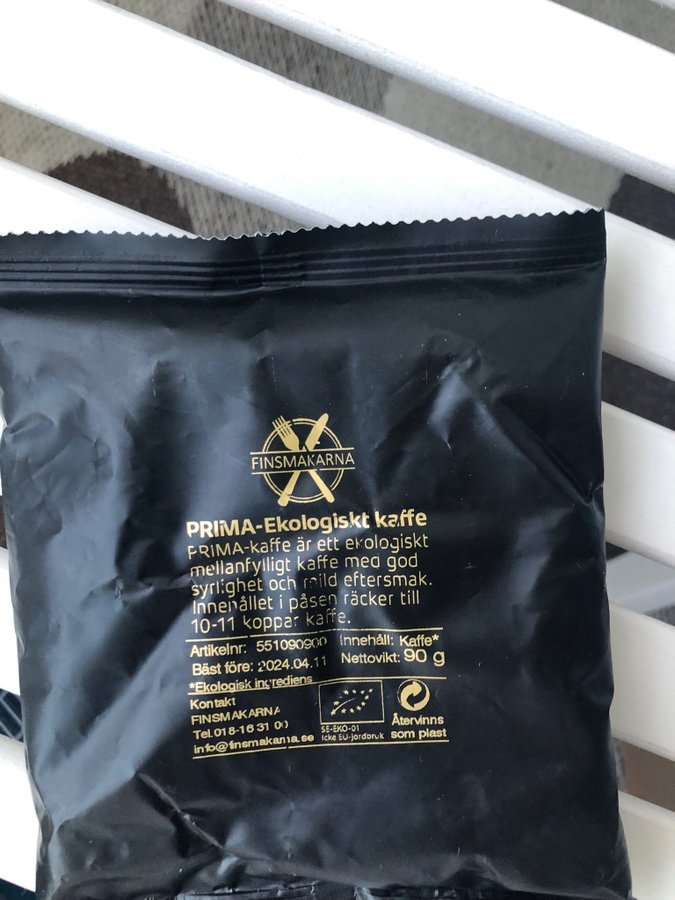 FINSMAKARNA
PRIMA-Ekologiskt kaffe
PRIMA-kaffe är ett ekologiskt
mellanfylligt kaffe med god
syrlighet och mild eftersmak.
Innehållet i påsen räcker till
10-11 koppar kaffe.
Artikelnr: 551090900 Innehåll: Kaffe*
Bäst före: 2024.04.11 Nettovikt: 90 g
*Ekologisk ingrediens
Kontakt
FINSMAKARNA
Tel.018-16 31 00
info@finsmakarna.se
SE-EKO-01
Icke EU-jordbruk
Återvinns
som plast